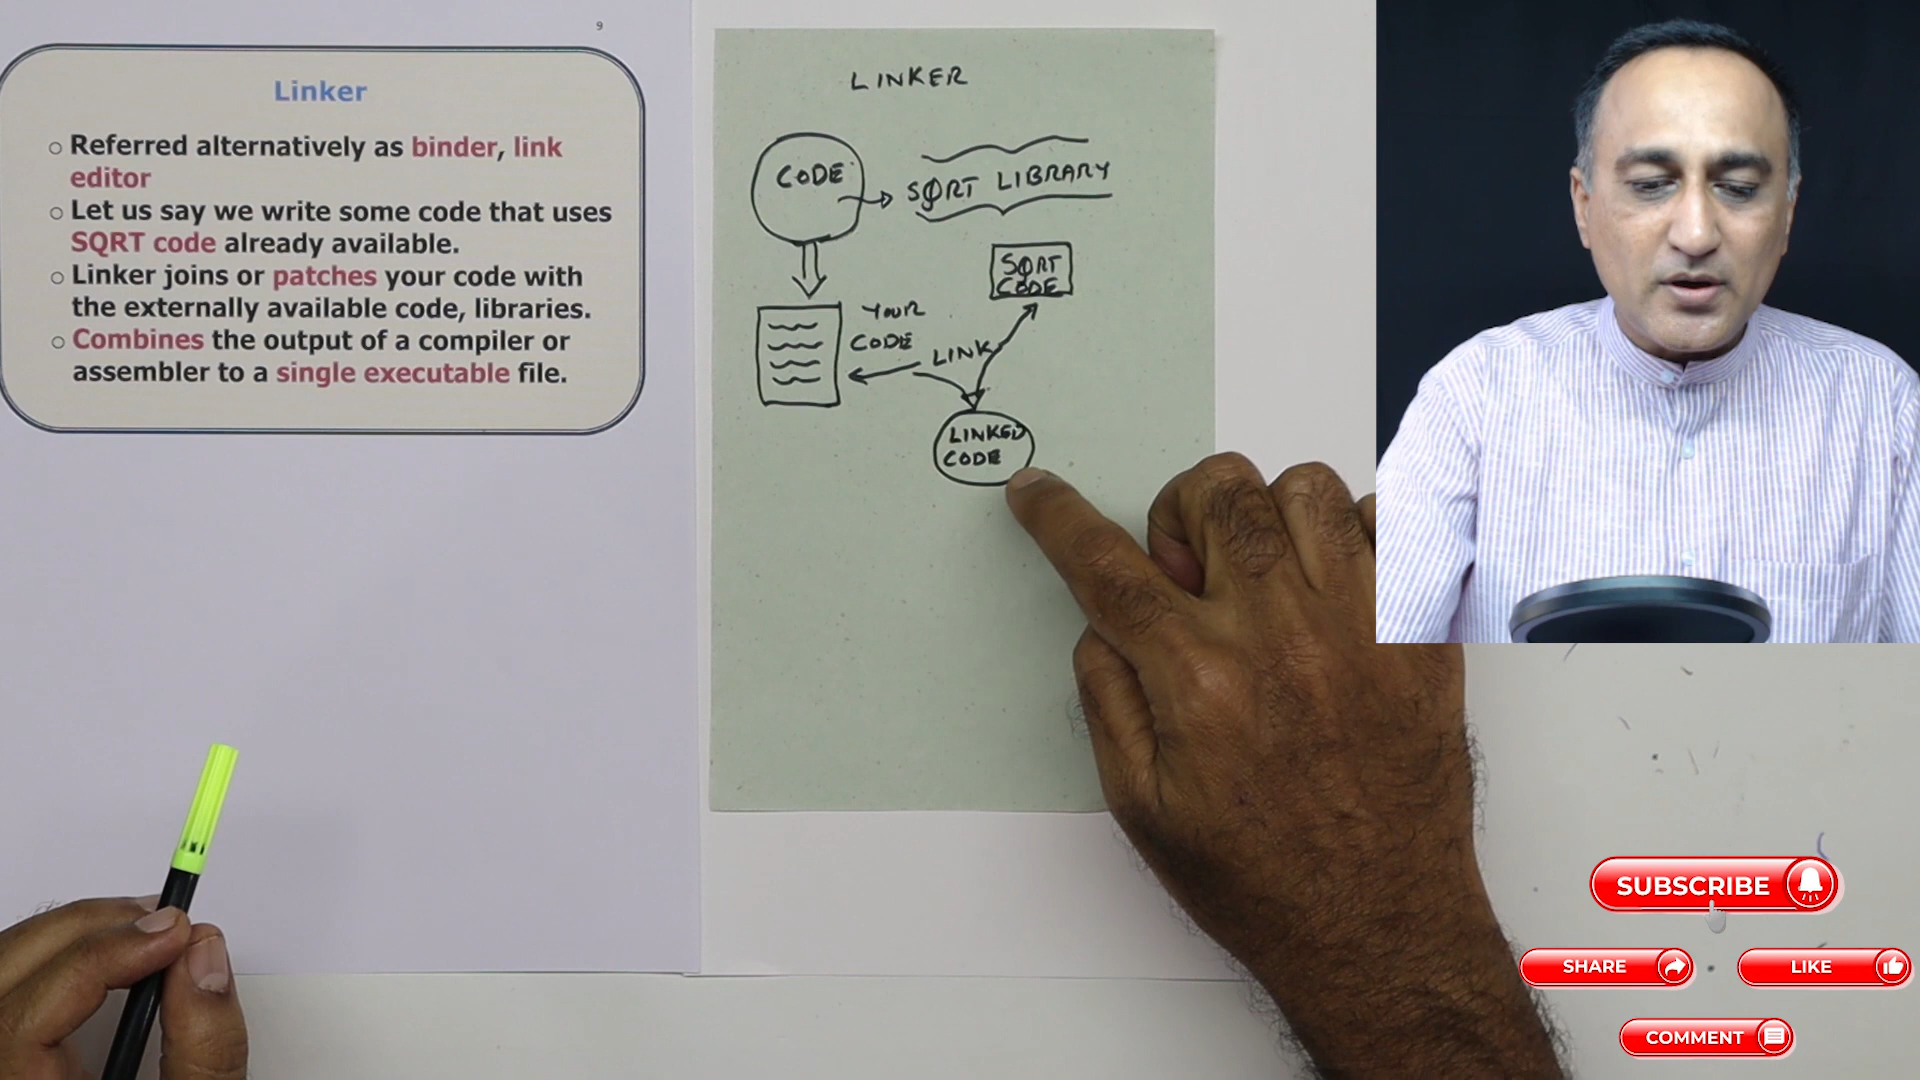 9
Linker
Referred alternatively as binder, link
editor
Let us say we write some code that uses
SQRT code already available.
Linker joins or patches your code with
the externally available code, libraries.
Combines the output of a compiler or
assembler to a single executable file.
LINKER
CODE
SQRT LIBRARY
SQRT
CODE
YOUR
CODE
LINK
LINKED
CODE
SUBSCRIBE
SHARE
LIKE
COMMENT